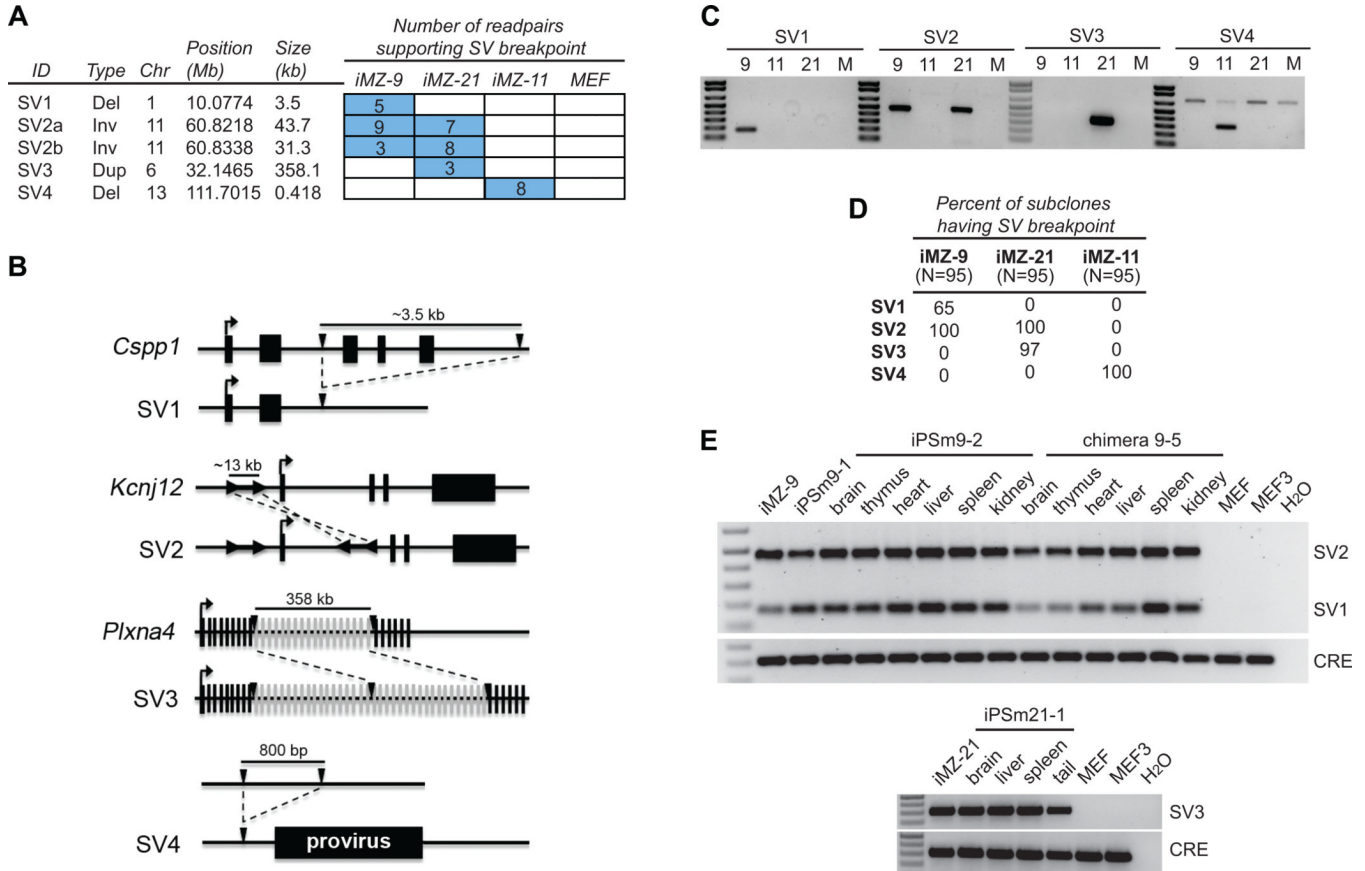 A
Number of readpairs
supporting SV breakpoint
Position Size
ID Type Chr (Mb) (kb) iMZ-9 iMZ-21 iMZ-11 MEF
SV1 Del 1 10.0774 3.5 5
SV2a Inv 11 60.8218 43.7 9 7
SV2b Inv 11 60.8338 31.3 3 8
SV3 Dup 6 32.1465 358.1 3
SV4 Del 13 111.7015 0.418 8
B
~3.5 kb
Cspp1
SV1
~13 kb
Kcnj12
SV2
358 kb
Plxna4
SV3
800 bp
SV4
provirus
C
SV1 SV2 SV3 SV4
9 11 21 M 9 11 21 M 9 11 21 M 9 11 21 M
D
Percent of subclones
having SV breakpoint
iMZ-9 iMZ-21 iMZ-11
(N=95) (N=95) (N=95)
SV1 65 0 0
SV2 100 100 0
SV3 0 97 0
SV4 0 0 100
E
iPSm9-2 chimera 9-5
iMZ-9 iPSm9-1 brain thymus heart liver spleen kidney brain thymus heart liver spleen kidney MEF MEF3 H2O
SV2
SV1
CRE
iPSm21-1
iMZ-21 brain liver spleen tail MEF MEF3 H2O
SV3
CRE